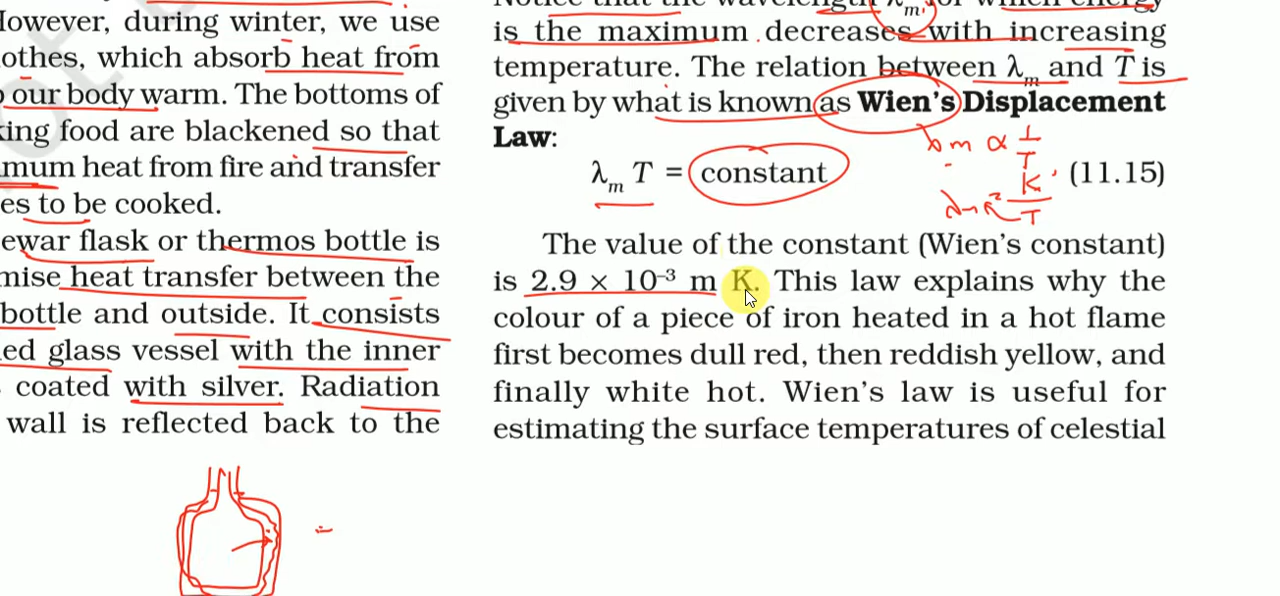 However, during winter, we use
othes, which absorb heat from
our body warm. The bottoms of
king food are blackened so that
mum heat from fire and transfer
es to be cooked.
ewar flask or thermos bottle is
mise heat transfer between the
bottle and outside. It consists
ed glass vessel with the inner
coated with silver. Radiation
wall is reflected back to the
Notice that the wavelength λm, for which energy
is the maximum decreases with increasing
temperature. The relation between λm and T is
given by what is known as Wien's Displacement
Law:
λm T = constant (11.15)
m ∝ 1/T
K/T
The value of the constant (Wien's constant)
is 2.9 × 10⁻³ m K. This law explains why the
colour of a piece of iron heated in a hot flame
first becomes dull red, then reddish yellow, and
finally white hot. Wien's law is useful for
estimating the surface temperatures of celestial